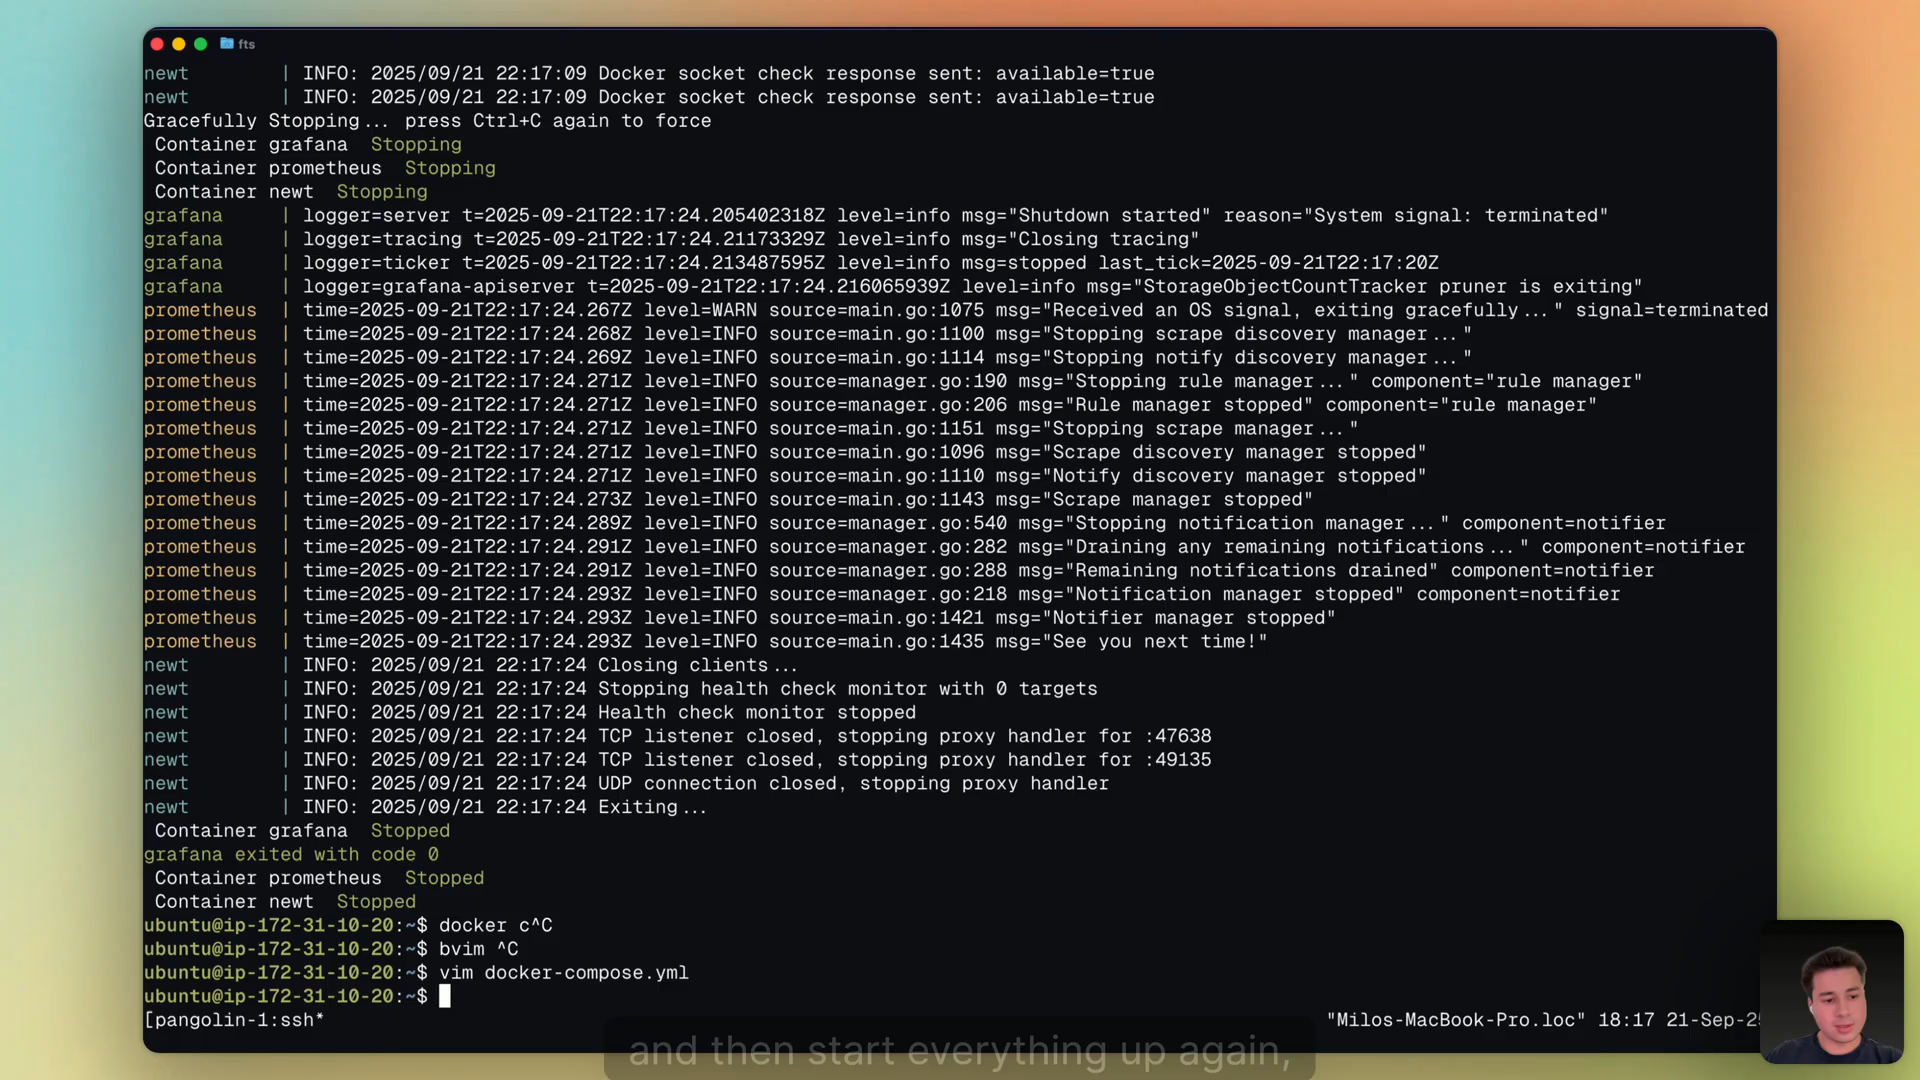 fts
newt        | INFO: 2025/09/21 22:17:09 Docker socket check response sent: available=true
newt        | INFO: 2025/09/21 22:17:09 Docker socket check response sent: available=true
Gracefully Stopping... press Ctrl+C again to force
Container grafana  Stopping
Container prometheus  Stopping
Container newt  Stopping
grafana     | logger=server t=2025-09-21T22:17:24.205402318Z level=info msg="Shutdown started" reason="System signal: terminated"
grafana     | logger=tracing t=2025-09-21T22:17:24.21173329Z level=info msg="Closing tracing"
grafana     | logger=ticker t=2025-09-21T22:17:24.213487595Z level=info msg=stopped last_tick=2025-09-21T22:17:20Z
grafana     | logger=grafana-apiserver t=2025-09-21T22:17:24.216065939Z level=info msg="StorageObjectCountTracker pruner is exiting"
prometheus  | time=2025-09-21T22:17:24.267Z level=WARN source=main.go:1075 msg="Received an OS signal, exiting gracefully..." signal=terminated
prometheus  | time=2025-09-21T22:17:24.268Z level=INFO source=main.go:1100 msg="Stopping scrape discovery manager..."
prometheus  | time=2025-09-21T22:17:24.269Z level=INFO source=main.go:1114 msg="Stopping notify discovery manager..."
prometheus  | time=2025-09-21T22:17:24.271Z level=INFO source=manager.go:190 msg="Stopping rule manager..." component="rule manager"
prometheus  | time=2025-09-21T22:17:24.271Z level=INFO source=manager.go:206 msg="Rule manager stopped" component="rule manager"
prometheus  | time=2025-09-21T22:17:24.271Z level=INFO source=main.go:1151 msg="Stopping scrape manager..."
prometheus  | time=2025-09-21T22:17:24.271Z level=INFO source=main.go:1096 msg="Scrape discovery manager stopped"
prometheus  | time=2025-09-21T22:17:24.271Z level=INFO source=main.go:1110 msg="Notify discovery manager stopped"
prometheus  | time=2025-09-21T22:17:24.273Z level=INFO source=main.go:1143 msg="Scrape manager stopped"
prometheus  | time=2025-09-21T22:17:24.289Z level=INFO source=manager.go:540 msg="Stopping notification manager..." component=notifier
prometheus  | time=2025-09-21T22:17:24.291Z level=INFO source=manager.go:282 msg="Draining any remaining notifications..." component=notifier
prometheus  | time=2025-09-21T22:17:24.291Z level=INFO source=manager.go:288 msg="Remaining notifications drained" component=notifier
prometheus  | time=2025-09-21T22:17:24.293Z level=INFO source=manager.go:218 msg="Notification manager stopped" component=notifier
prometheus  | time=2025-09-21T22:17:24.293Z level=INFO source=main.go:1421 msg="Notifier manager stopped"
prometheus  | time=2025-09-21T22:17:24.293Z level=INFO source=main.go:1435 msg="See you next time!"
newt        | INFO: 2025/09/21 22:17:24 Closing clients...
newt        | INFO: 2025/09/21 22:17:24 Stopping health check monitor with 0 targets
newt        | INFO: 2025/09/21 22:17:24 Health check monitor stopped
newt        | INFO: 2025/09/21 22:17:24 TCP listener closed, stopping proxy handler for :47638
newt        | INFO: 2025/09/21 22:17:24 TCP listener closed, stopping proxy handler for :49135
newt        | INFO: 2025/09/21 22:17:24 UDP connection closed, stopping proxy handler
newt        | INFO: 2025/09/21 22:17:24 Exiting...
Container grafana  Stopped
grafana exited with code 0
Container prometheus  Stopped
Container newt  Stopped
ubuntu@ip-172-31-10-20:~$ docker c^C
ubuntu@ip-172-31-10-20:~$ bvim ^C
ubuntu@ip-172-31-10-20:~$ vim docker-compose.yml
ubuntu@ip-172-31-10-20:~$
[pangolin-1:ssh* "Milos-MacBook-Pro.loc" 18:17 21-Sep-25
and then start everything up again,